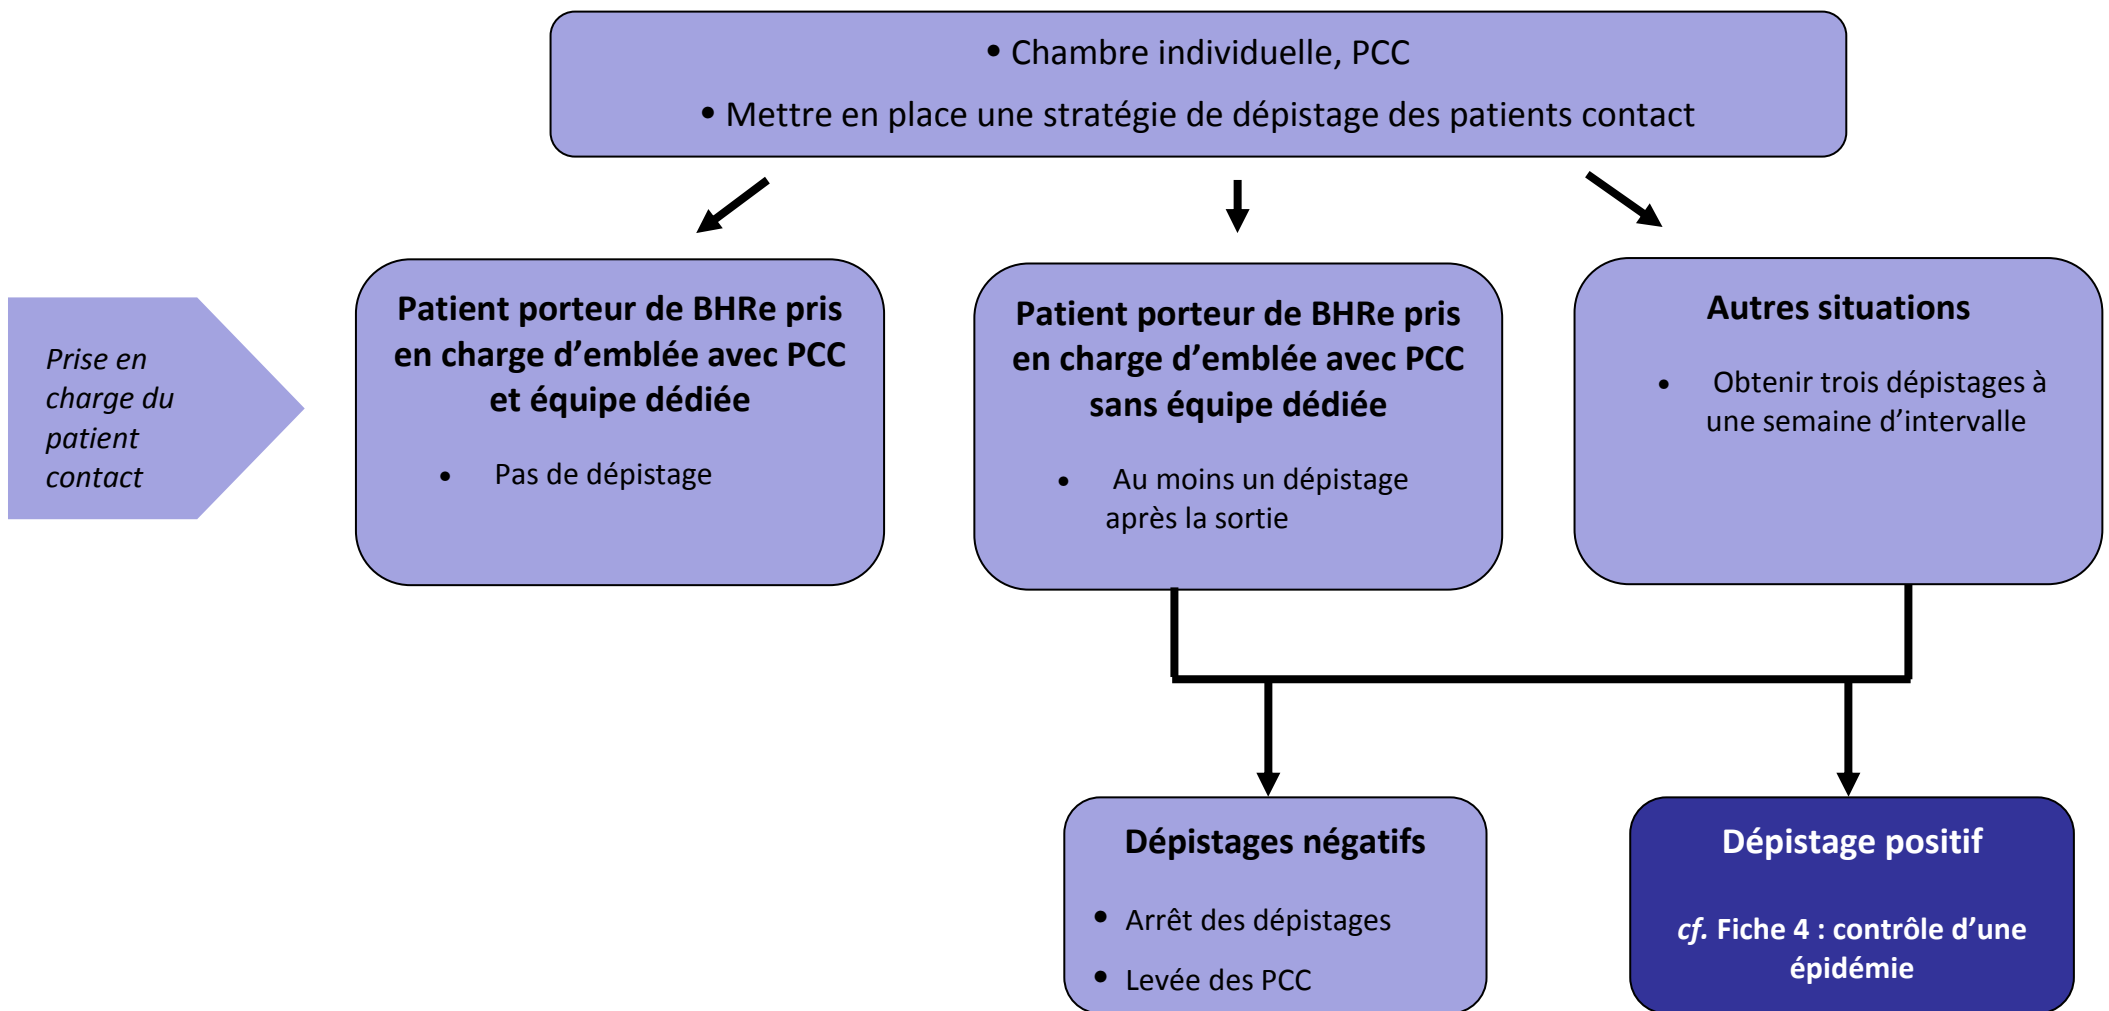 • Chambre individuelle, PCC
• Mettre en place une stratégie de dépistage des patients contact
Prise en
charge du
patient
contact
Patient porteur de BHRe pris
en charge d’emblée avec PCC
et équipe dédiée
• Pas de dépistage
Patient porteur de BHRe pris
en charge d’emblée avec PCC
sans équipe dédiée
• Au moins un dépistage
après la sortie
Autres situations
• Obtenir trois dépistages à
une semaine d’intervalle
Dépistages négatifs
• Arrêt des dépistages
• Levée des PCC
Dépistage positif
cf. Fiche 4 : contrôle d’une
épidémie